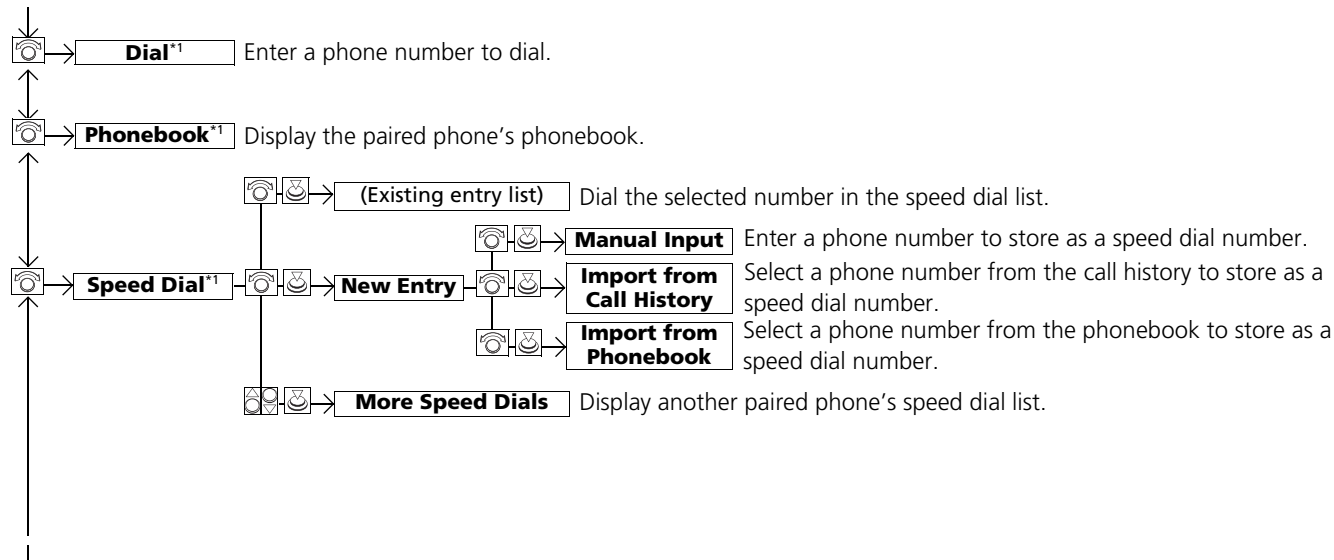 Dial*1 Enter a phone number to dial.
Phonebook*1 Display the paired phone's phonebook.
(Existing entry list) Dial the selected number in the speed dial list.
Manual Input Enter a phone number to store as a speed dial number.
Speed Dial*1 New Entry Import from Call History Select a phone number from the call history to store as a
speed dial number.
Import from Phonebook Select a phone number from the phonebook to store as a
speed dial number.
More Speed Dials Display another paired phone's speed dial list.